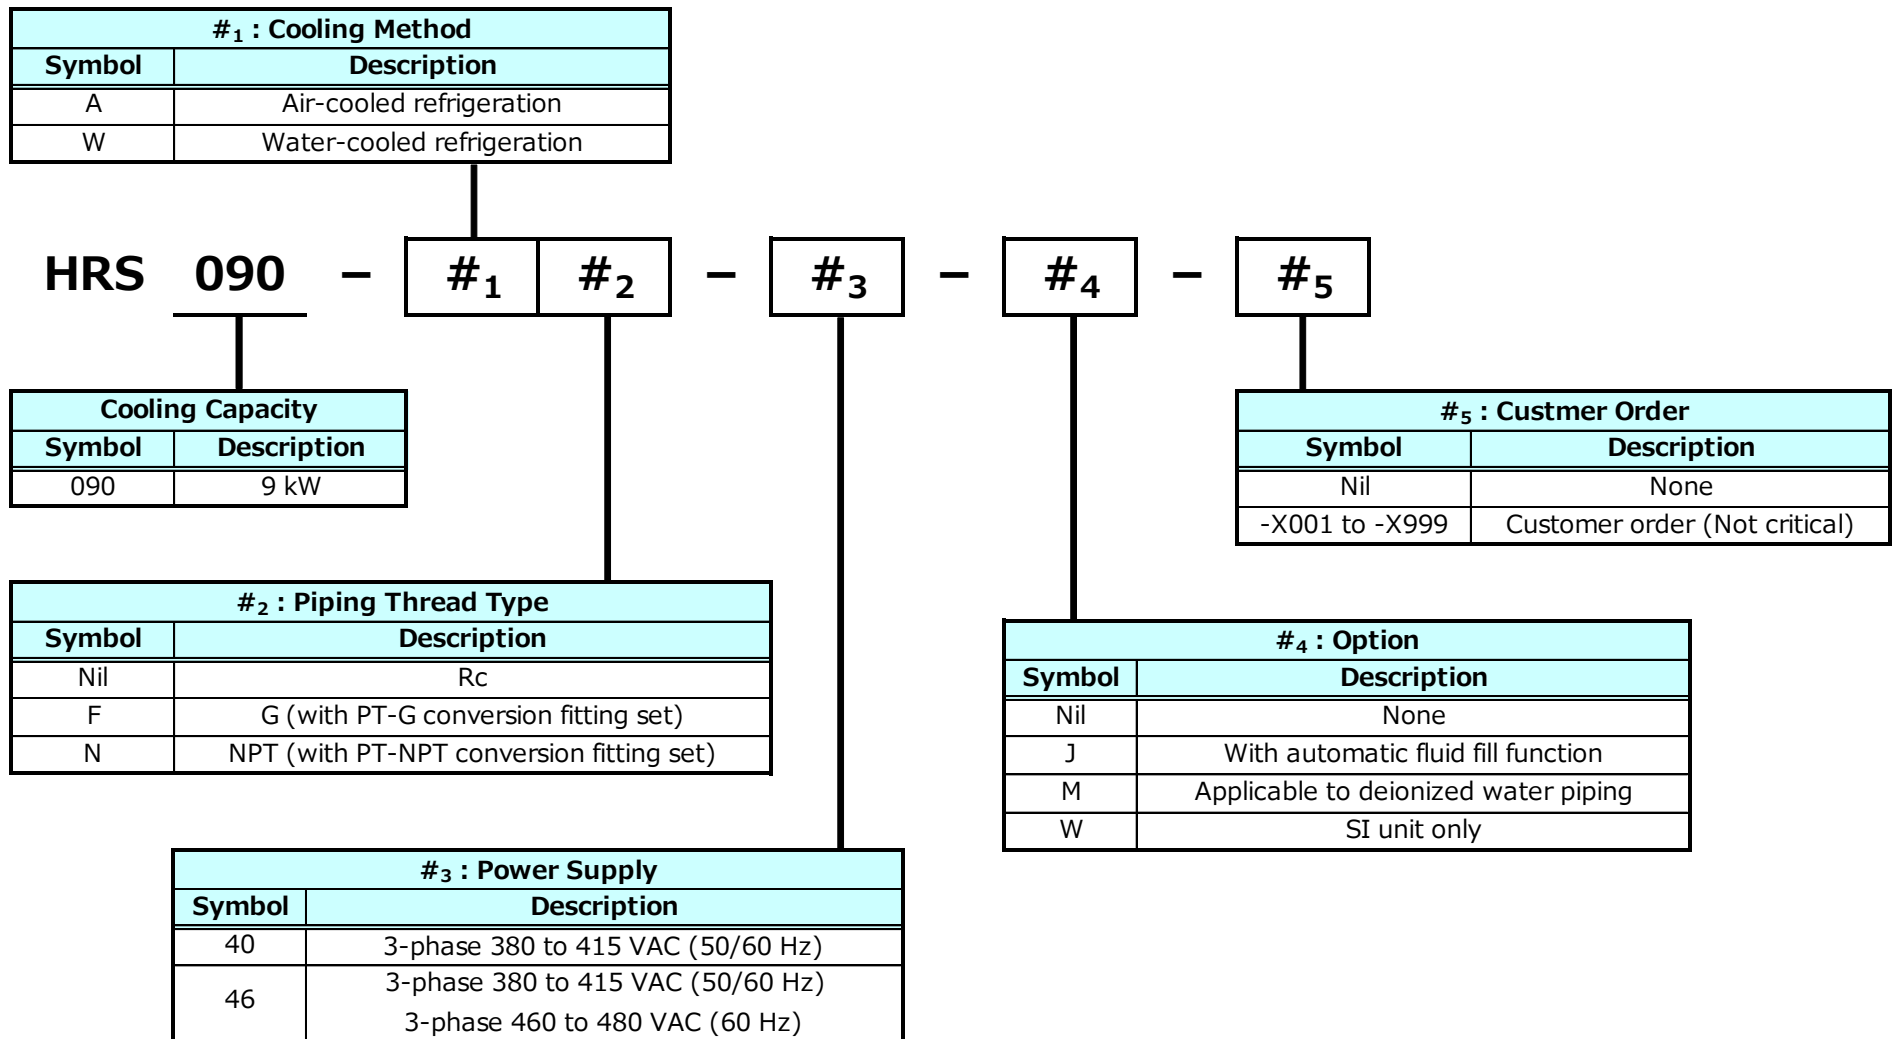 #1 : Cooling Method
Symbol Description
A Air-cooled refrigeration
W Water-cooled refrigeration
HRS 090 – #1 #2 – #3 – #4 – #5
Cooling Capacity
Symbol Description
090 9 kW
#5 : Custmer Order
Symbol Description
Nil None
-X001 to -X999 Customer order (Not critical)
#2 : Piping Thread Type
Symbol Description
Nil Rc
F G (with PT-G conversion fitting set)
N NPT (with PT-NPT conversion fitting set)
#4 : Option
Symbol Description
Nil None
J With automatic fluid fill function
M Applicable to deionized water piping
W SI unit only
#3 : Power Supply
Symbol Description
40 3-phase 380 to 415 VAC (50/60 Hz)
46 3-phase 380 to 415 VAC (50/60 Hz)
3-phase 460 to 480 VAC (60 Hz)